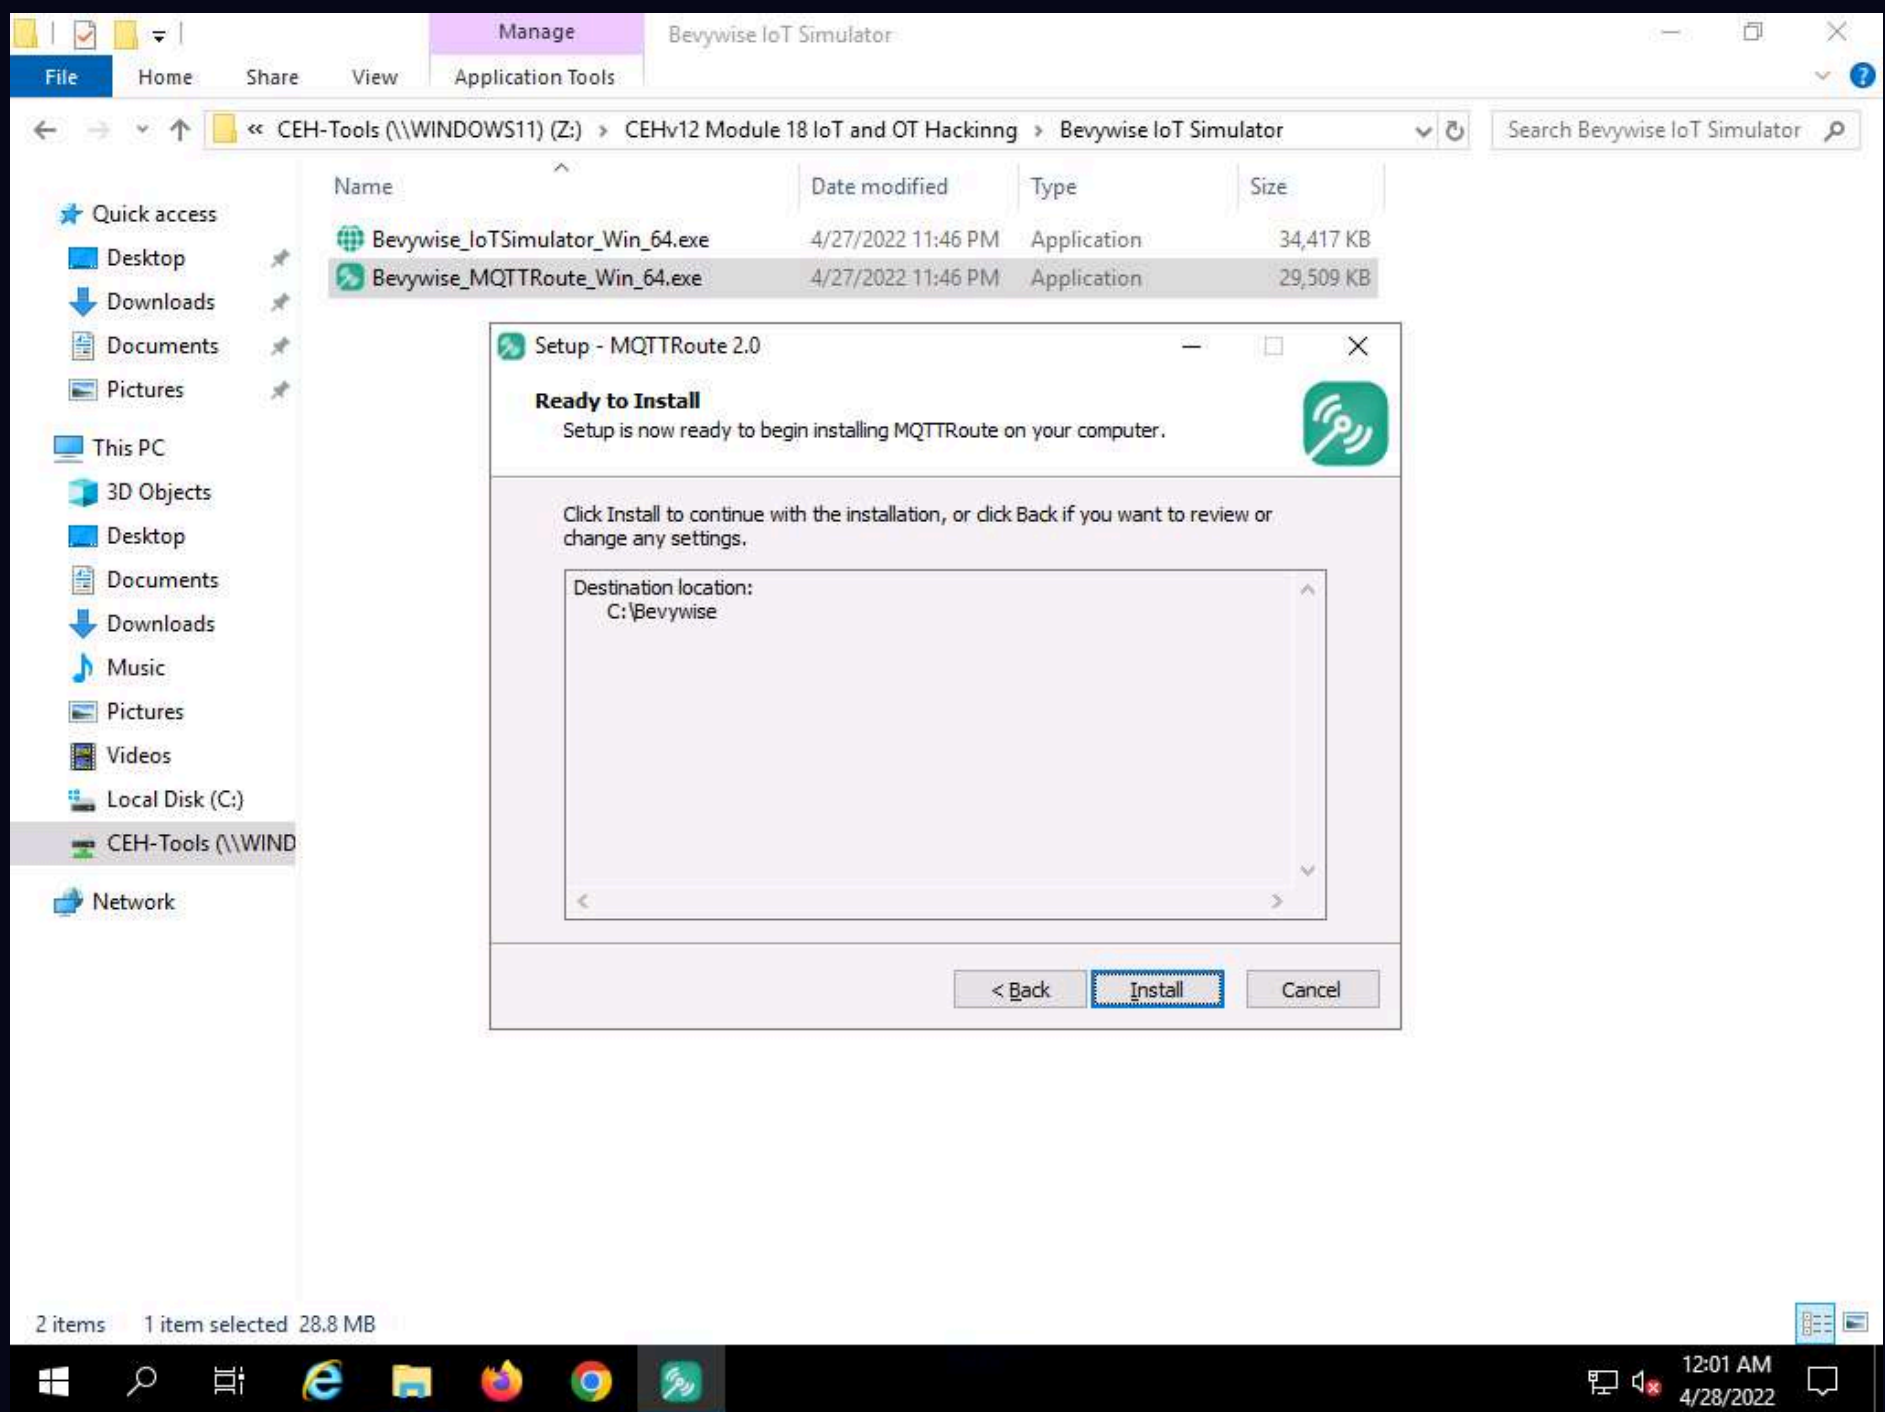 Manage
Bevywise IoT Simulator
File
Home
Share
View
Application Tools
?
« CEH-Tools (\\WINDOWS11) (Z:) > CEHv12 Module 18 IoT and OT Hackinng > Bevywise IoT Simulator
Search Bevywise IoT Simulator
Name
Date modified
Type
Size
Bevywise_IoTSimulator_Win_64.exe 4/27/2022 11:46 PM Application 34,417 KB
Bevywise_MQTTRoute_Win_64.exe 4/27/2022 11:46 PM Application 29,509 KB
Quick access
Desktop
Downloads
Documents
Pictures
This PC
3D Objects
Desktop
Documents
Downloads
Music
Pictures
Videos
Local Disk (C:)
CEH-Tools (\\WIND
Network
Setup - MQTTRoute 2.0
Ready to Install
Setup is now ready to begin installing MQTTRoute on your computer.
Click Install to continue with the installation, or click Back if you want to review or
change any settings.
Destination location:
C:\Bevywise
< Back
Install
Cancel
2 items 1 item selected 28.8 MB
12:01 AM
4/28/2022